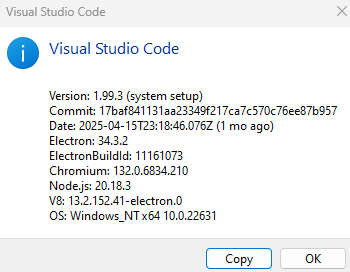 Visual Studio Code
Visual Studio Code
Version: 1.99.3 (system setup)
Commit: 17baf841131aa23349f217ca7c570c76ee87b957
Date: 2025-04-15T23:18:46.076Z (1 mo ago)
Electron: 34.3.2
ElectronBuildId: 11161073
Chromium: 132.0.6834.210
Node.js: 20.18.3
V8: 13.2.152.41-electron.0
OS: Windows_NT x64 10.0.22631
Copy
OK